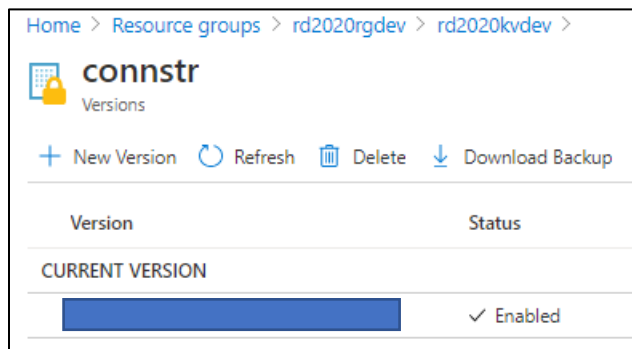 Home > Resource groups > rd2020rgdev > rd2020kvdev >
connstr
Versions
+ New Version Refresh Delete Download Backup
Version Status
CURRENT VERSION
✓ Enabled